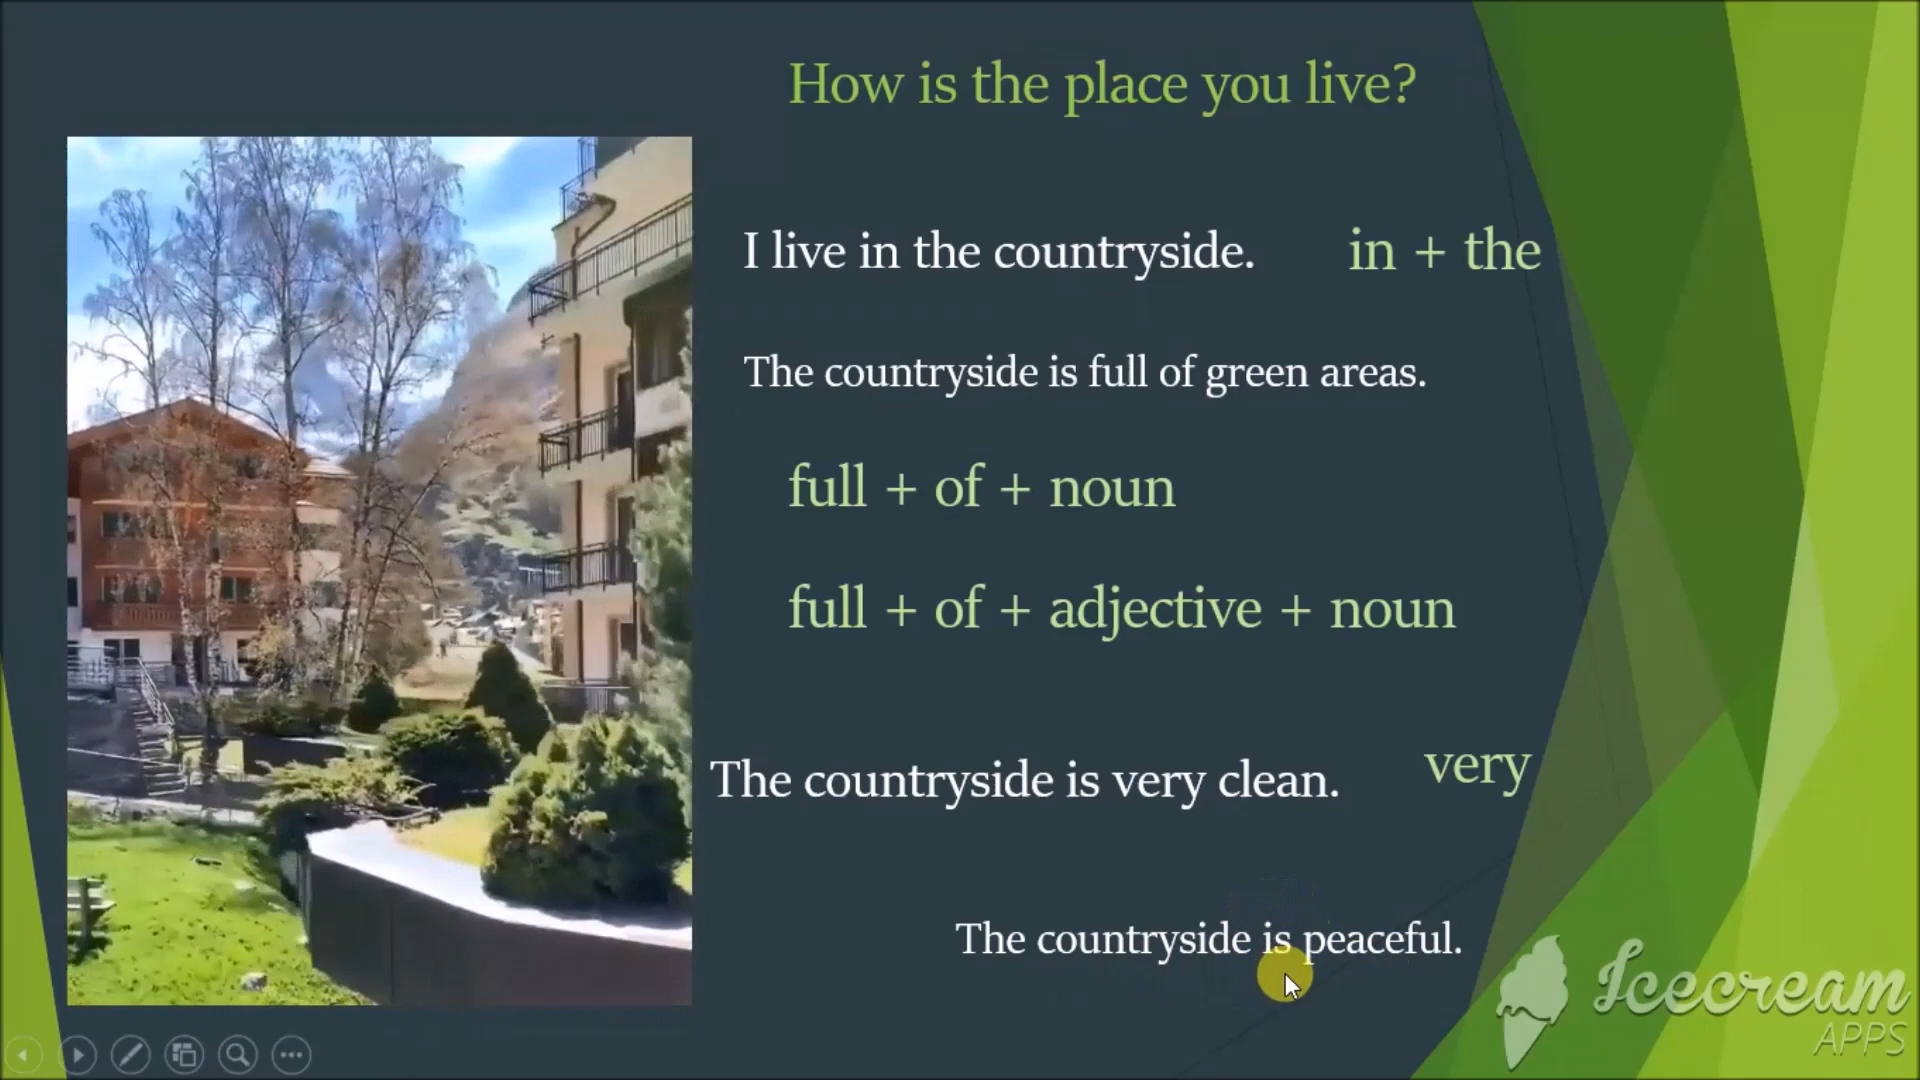 How is the place you live?
I live in the countryside.
in + the
The countryside is full of green areas.
full + of + noun
full + of + adjective + noun
The countryside is very clean.
very
The countryside is peaceful.
Icecream
APPS